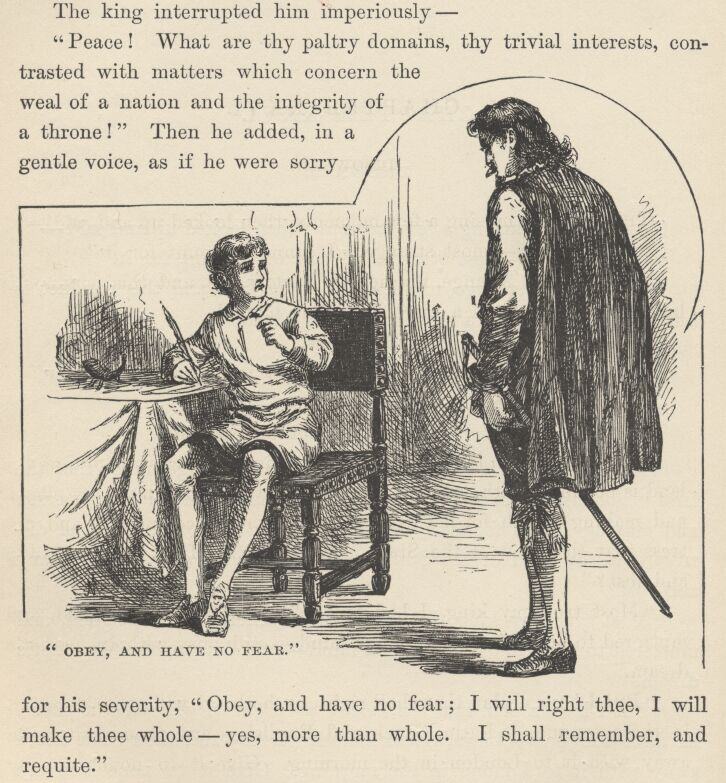 The king interrupted him imperiously —
“Peace! What are thy paltry domains, thy trivial interests, con-
trasted with matters which concern the
weal of a nation and the integrity of
a throne!” Then he added, in a
gentle voice, as if he were sorry
“ OBEY, AND HAVE NO FEAR.”
for his severity, “Obey, and have no fear; I will right thee, I will
make thee whole — yes, more than whole. I shall remember, and
requite.”